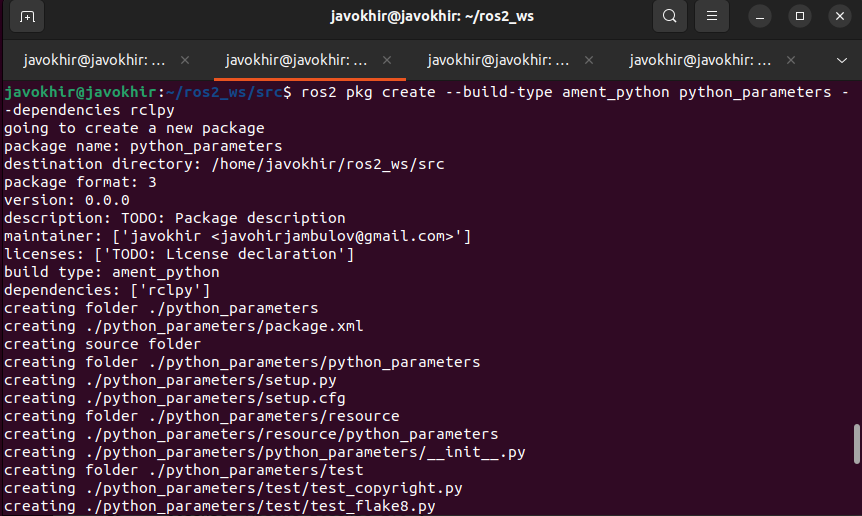 javokhir@javokhir: ~/ros2_ws
javokhir@javokhir: ... × javokhir@javokhir: ... × javokhir@javokhir: ... × javokhir@javokhir: ... ×
javokhir@javokhir:~/ros2_ws/src$ ros2 pkg create --build-type ament_python python_parameters -
-dependencies rclpy
going to create a new package
package name: python_parameters
destination directory: /home/javokhir/ros2_ws/src
package format: 3
version: 0.0.0
description: TODO: Package description
maintainer: ['javokhir <javohirjambulov@gmail.com>']
licenses: ['TODO: License declaration']
build type: ament_python
dependencies: ['rclpy']
creating folder ./python_parameters
creating ./python_parameters/package.xml
creating source folder
creating folder ./python_parameters/python_parameters
creating ./python_parameters/setup.py
creating ./python_parameters/setup.cfg
creating folder ./python_parameters/resource
creating ./python_parameters/resource/python_parameters
creating ./python_parameters/python_parameters/__init__.py
creating folder ./python_parameters/test
creating ./python_parameters/test/test_copyright.py
creating ./python_parameters/test/test_flake8.py